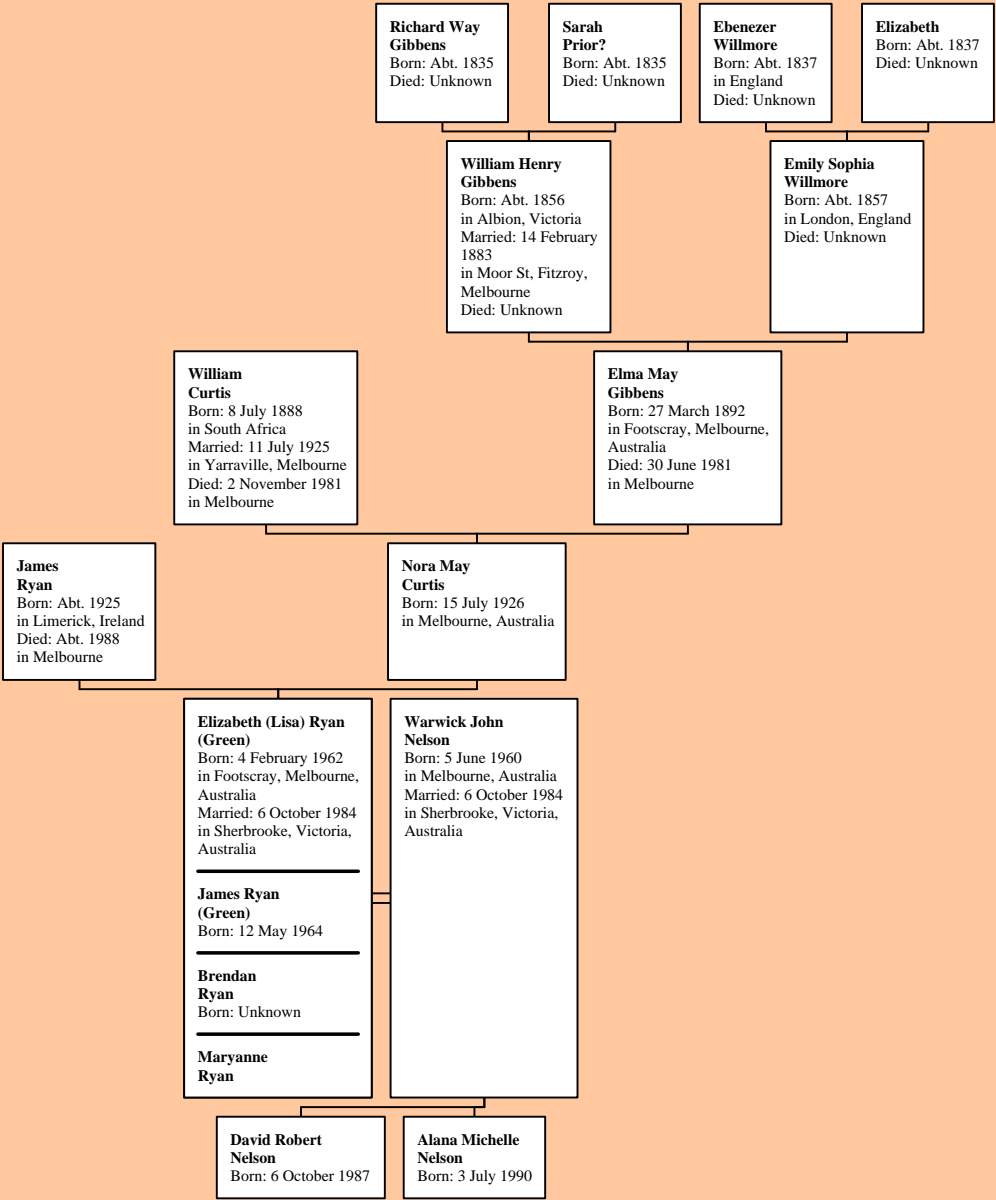 Richard Way
Gibbens
Born: Abt. 1835
Died: Unknown
Sarah
Prior?
Born: Abt. 1835
Died: Unknown
Ebenezer
Willmore
Born: Abt. 1837
in England
Died: Unknown
Elizabeth
Born: Abt. 1837
Died: Unknown
William Henry
Gibbens
Born: Abt. 1856
in Albion, Victoria
Married: 14 February
1883
in Moor St, Fitzroy,
Melbourne
Died: Unknown
Emily Sophia
Willmore
Born: Abt. 1857
in London, England
Died: Unknown
William
Curtis
Born: 8 July 1888
in South Africa
Married: 11 July 1925
in Yarraville, Melbourne
Died: 2 November 1981
in Melbourne
Elma May
Gibbens
Born: 27 March 1892
in Footscray, Melbourne,
Australia
Died: 30 June 1981
in Melbourne
James
Ryan
Born: Abt. 1925
in Limerick, Ireland
Died: Abt. 1988
in Melbourne
Nora May
Curtis
Born: 15 July 1926
in Melbourne, Australia
Elizabeth (Lisa) Ryan
(Green)
Born: 4 February 1962
in Footscray, Melbourne,
Australia
Married: 6 October 1984
in Sherbrooke, Victoria,
Australia
James Ryan
(Green)
Born: 12 May 1964
Brendan
Ryan
Born: Unknown
Maryanne
Ryan
Warwick John
Nelson
Born: 5 June 1960
in Melbourne, Australia
Married: 6 October 1984
in Sherbrooke, Victoria,
Australia
David Robert
Nelson
Born: 6 October 1987
Alana Michelle
Nelson
Born: 3 July 1990